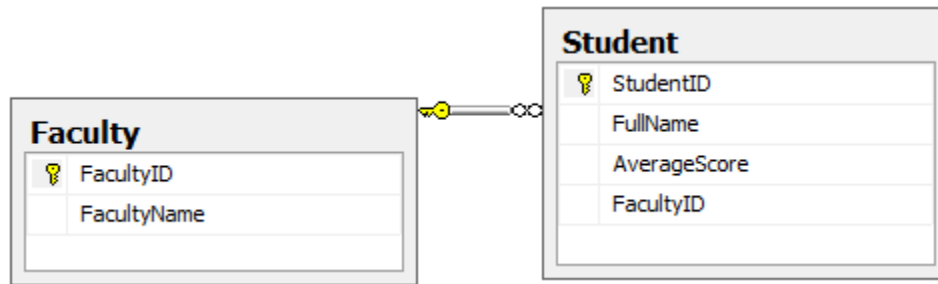 Faculty
FacultyID
FacultyName
Student
StudentID
FullName
AverageScore
FacultyID